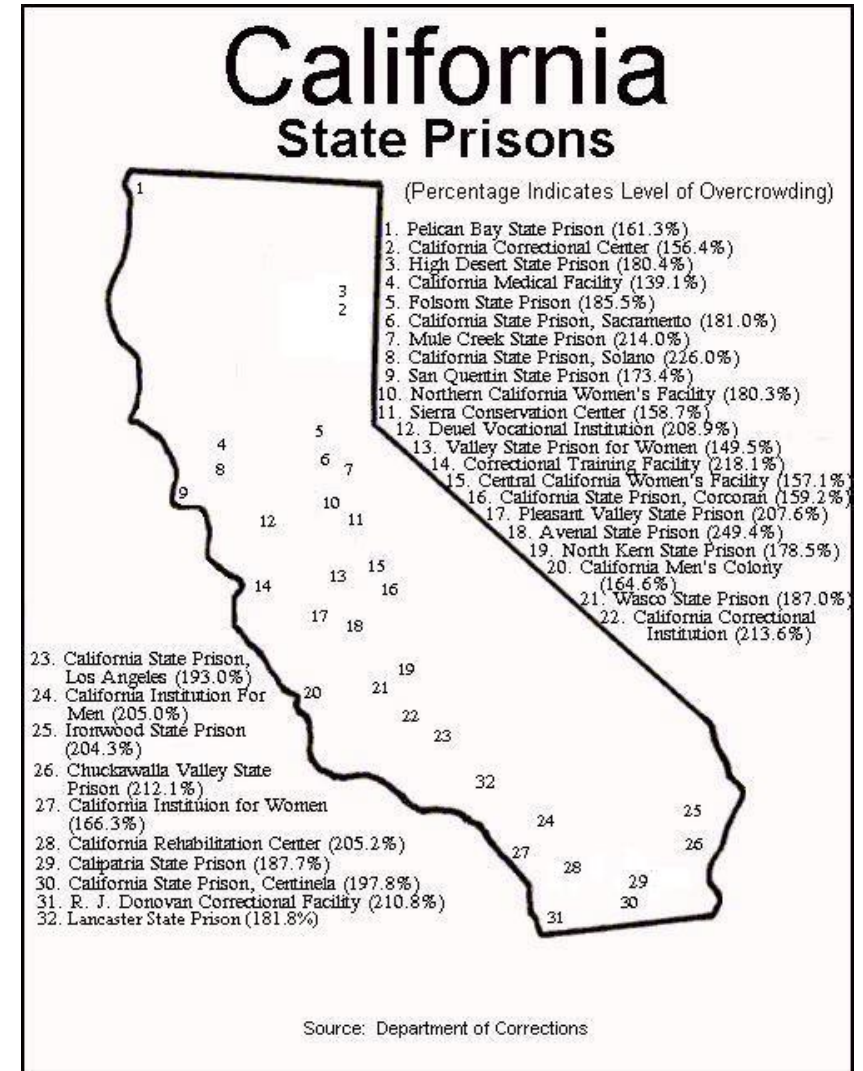 California
State Prisons
(Percentage Indicates Level of Overcrowding)
1. Pelican Bay State Prison (161.3%)
2. California Correctional Center (156.4%)
3. High Desert State Prison (180.4%)
4. California Medical Facility (139.1%)
5. Folsom State Prison (185.5%)
6. California State Prison, Sacramento (181.0%)
7. Mule Creek State Prison (214.0%)
8. California State Prison, Solano (226.0%)
9. San Quentin State Prison (173.4%)
10. Northern California Women's Facility (180.3%)
11. Sierra Conservation Center (158.7%)
12. Deuel Vocational Institution (208.9%)
13. Valley State Prison for Women (149.5%)
14. Correctional Training Facility (218.1%)
15. Central California Women's Facility (157.1%)
16. California State Prison, Corcoran (159.2%)
17. Pleasant Valley State Prison (207.6%)
18. Avenal State Prison (249.4%)
19. North Kern State Prison (178.5%)
20. California Men's Colony
(164.6%)
21. Wasco State Prison (187.0%)
22. California Correctional
Institution (213.6%)
23. California State Prison,
Los Angeles (193.0%)
24. California Institution For
Men (205.0%)
25. Ironwood State Prison
(204.3%)
26. Chuckawalla Valley State
Prison (212.1%)
27. California Instituion for Women
(166.3%)
28. California Rehabilitation Center (205.2%)
29. Calipatria State Prison (187.7%)
30. California State Prison, Centinela (197.8%)
31. R. J. Donovan Correctional Facility (210.8%)
32. Lancaster State Prison (181.8%)
1
3
2
5
4
6
7
8
9
10
11
12
15
13
14
16
17
18
19
21
20
22
23
32
25
24
26
27
28
29
30
31
Source: Department of Corrections